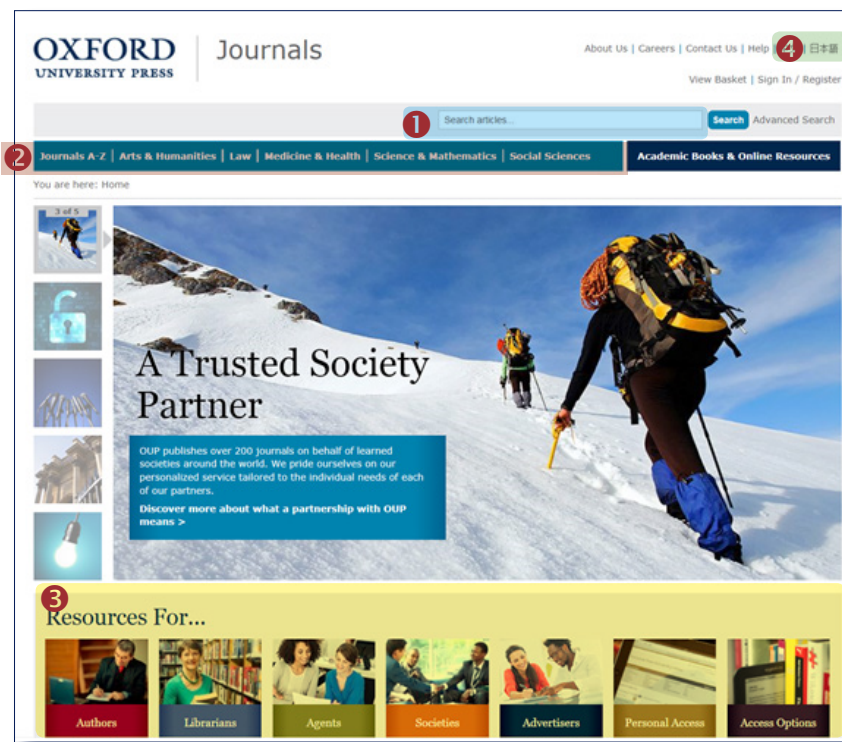 OXFORD
UNIVERSITY PRESS
Journals
About Us | Careers | Contact Us | Help | 4 | 日本語
View Basket | Sign In / Register
1
Search articles...
Search
Advanced Search
2
Journals A-Z | Arts & Humanities | Law | Medicine & Health | Science & Mathematics | Social Sciences
Academic Books & Online Resources
You are here: Home
3 of 5
A Trusted Society
Partner
OUP publishes over 200 journals on behalf of learned
societies around the world. We pride ourselves on our
personalized service tailored to the individual needs of each
of our partners.
Discover more about what a partnership with OUP
means >
3
Resources For...
Authors
Librarians
Agents
Societies
Advertisers
Personal Access
Access Options